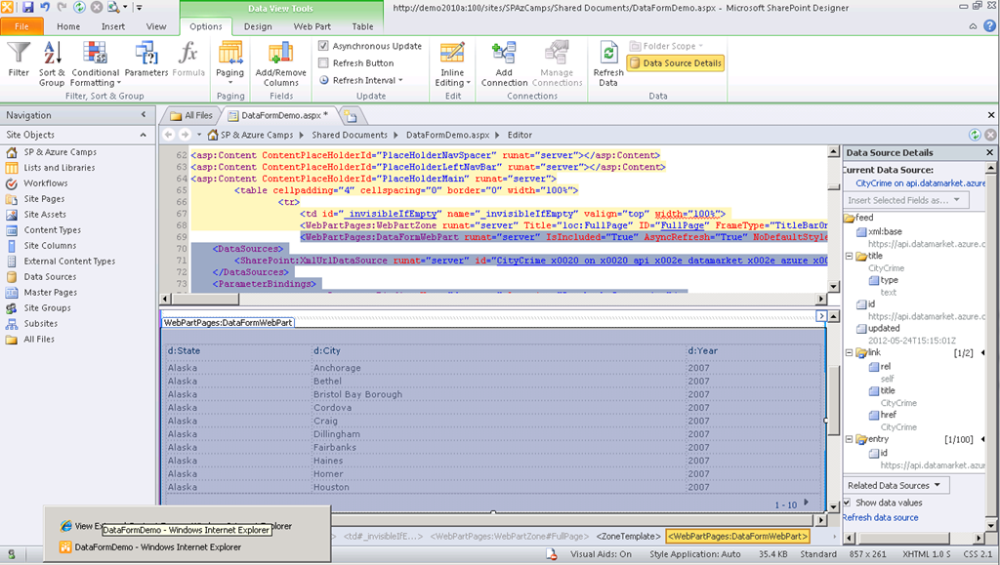 Data View Tools
http://demo2010a:100/sites/SPAzCamps/Shared Documents/DataFormDemo.aspx - Microsoft SharePoint Designer
File Home Insert View Options Design Web Part Table
Filter
Sort & Group
Conditional Formatting
Parameters
Formula
Filter, Sort & Group
Paging
Paging
Add/Remove Columns
Fields
Asynchronous Update
Refresh Button
Refresh Interval
Update
Inline Editing
Edit
Add Connection
Manage Connections
Connections
Refresh Data
Folder Scope
Data Source Details
Data
Navigation
Site Objects
SP & Azure Camps
Lists and Libraries
Workflows
Site Pages
Site Assets
Content Types
Site Columns
External Content Types
Data Sources
Master Pages
Site Groups
Subsites
All Files
All Files
DataFormDemo.aspx *
SP & Azure Camps Shared Documents DataFormDemo.aspx Editor
62 <asp:Content ContentPlaceHolderId="PlaceHolderNavSpacer" runat="server"></asp:Content>
63 <asp:Content ContentPlaceHolderId="PlaceHolderLeftNavBar" runat="server"></asp:Content>
64 <asp:Content ContentPlaceHolderId="PlaceHolderMain" runat="server">
65 <table cellpadding="4" cellspacing="0" border="0" width="100%">
66 <tr>
67 <td id="_invisibleIfEmpty" name="_invisibleIfEmpty" valign="top" width="100%">
68 <WebPartPages:WebPartZone runat="server" Title="loc:FullPage" ID="FullPage" FrameType="TitleBarOn
69 <WebPartPages:DataFormWebPart runat="server" IsIncluded="True" AsyncRefresh="True" NoDefaultStyle
70 <DataSources>
71 <SharePoint:XmlUrlDataSource runat="server" id="CityCrime_x0020_on_x0020_api_x002e_datamarket_x002e_azure_x00
72 </DataSources>
73 <ParameterBindings>
WebPartPages:DataFormWebPart
d:State d:City d:Year
Alaska Anchorage 2007
Alaska Bethel 2007
Alaska Bristol Bay Borough 2007
Alaska Cordova 2007
Alaska Craig 2007
Alaska Dillingham 2007
Alaska Fairbanks 2007
Alaska Haines 2007
Alaska Homer 2007
Alaska Houston 2007
1 - 10
Data Source Details
Current Data Source:
CityCrime on api.datamarket.azure
Insert Selected Fields as...
feed
xml:base
https://api.datamarket.azur
title
CityCrime
type
text
id
https://api.datamarket.azure.c
updated
2012-05-24T15:15:01Z
link [1/2]
rel
self
title
CityCrime
href
CityCrime
entry [1/100]
id
https://api.datamarket.azu
Related Data Sources
Show data values
Refresh data source
View Ex
lorer
DataFormDemo - Windows Internet Explorer
DataFormDemo - Windows Internet Explorer
<td#_invisibleIfE...> <WebPartPages:WebPartZone#FullPage> <ZoneTemplate> <WebPartPages:DataFormWebPart>
Visual Aids: On Style Application: Auto 35.4 KB Standard 857 x 261 XHTML 1.0 S CSS 2.1